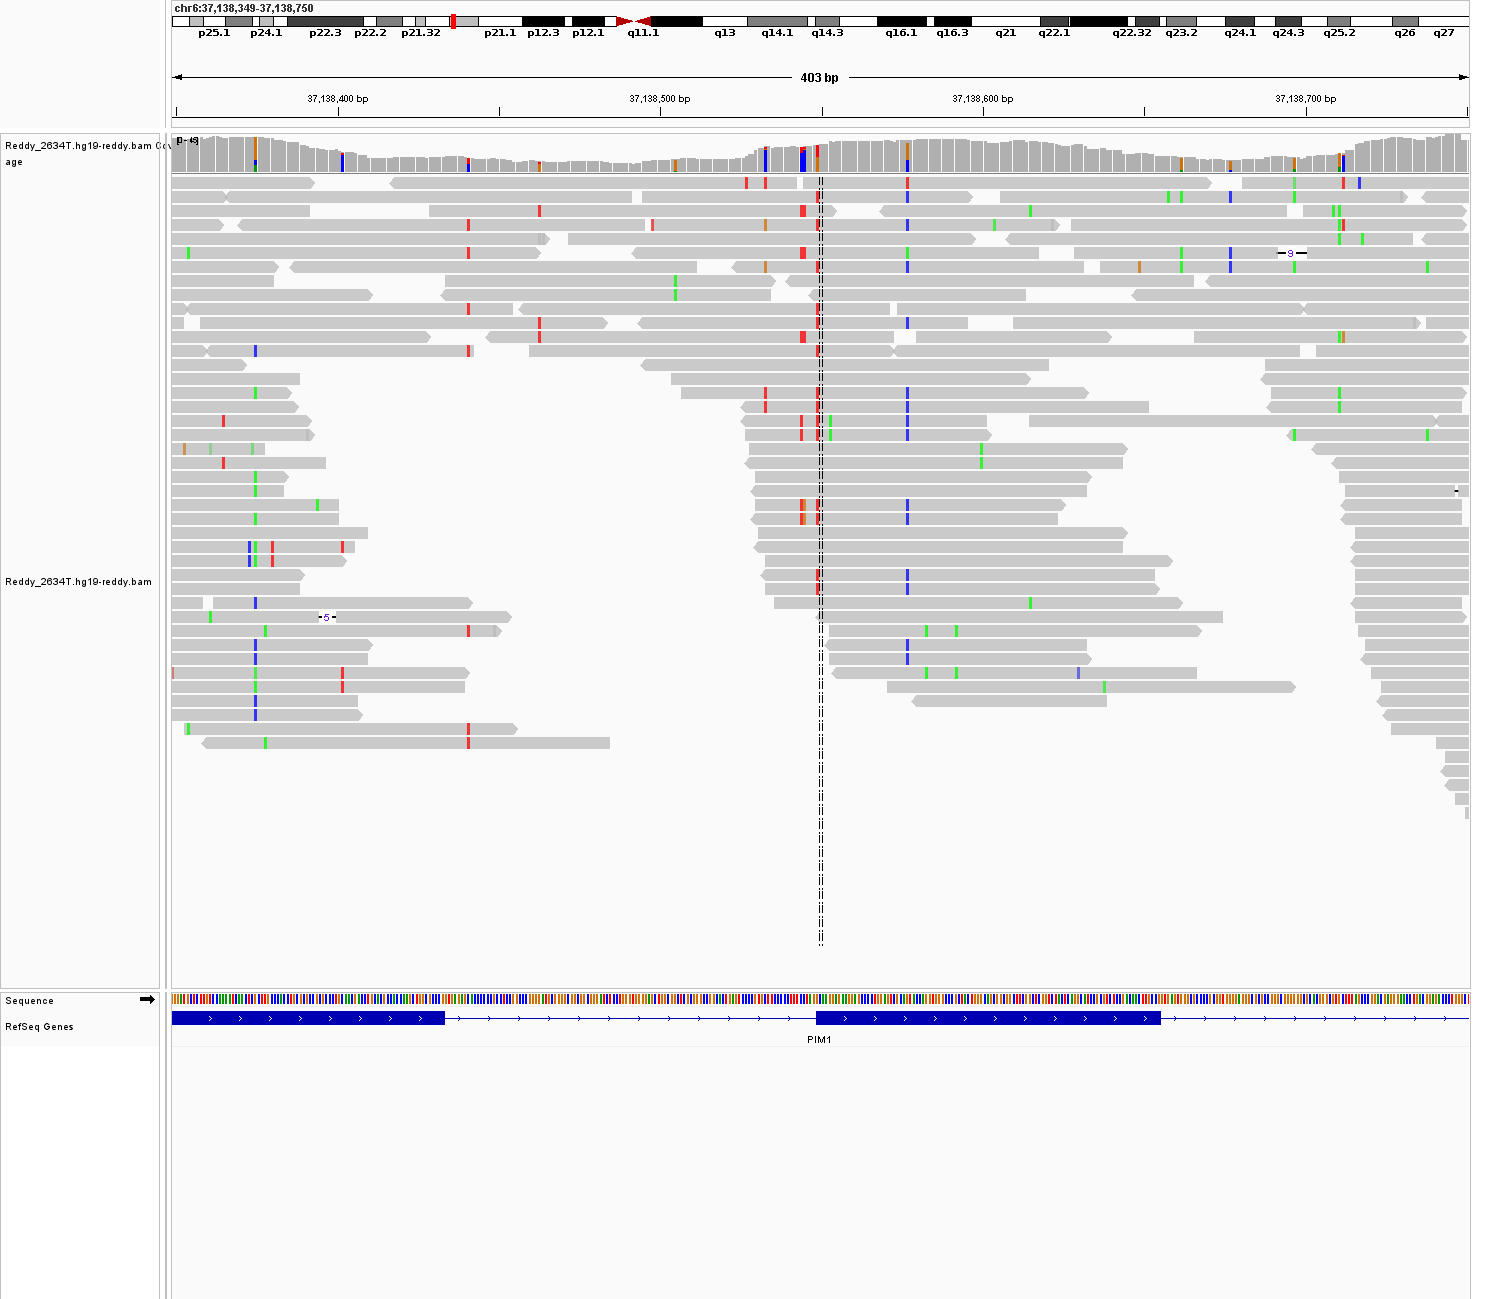 chr6:37,138,349-37,138,750
p25.1 p24.1 p22.3 p22.2 p21.32 p21.1 p12.3 p12.1 q11.1 q13 q14.1 q14.3 q16.1 q16.3 q21 q22.1 q22.32 q23.2 q24.1 q24.3 q25.2 q26 q27
403 bp
37,138,400 bp 37,138,500 bp 37,138,600 bp 37,138,700 bp
Reddy_2634T.hg19-reddy.bam
age
9
Reddy_2634T.hg19-reddy.bam
5
Sequence
RefSeq Genes
PIM1